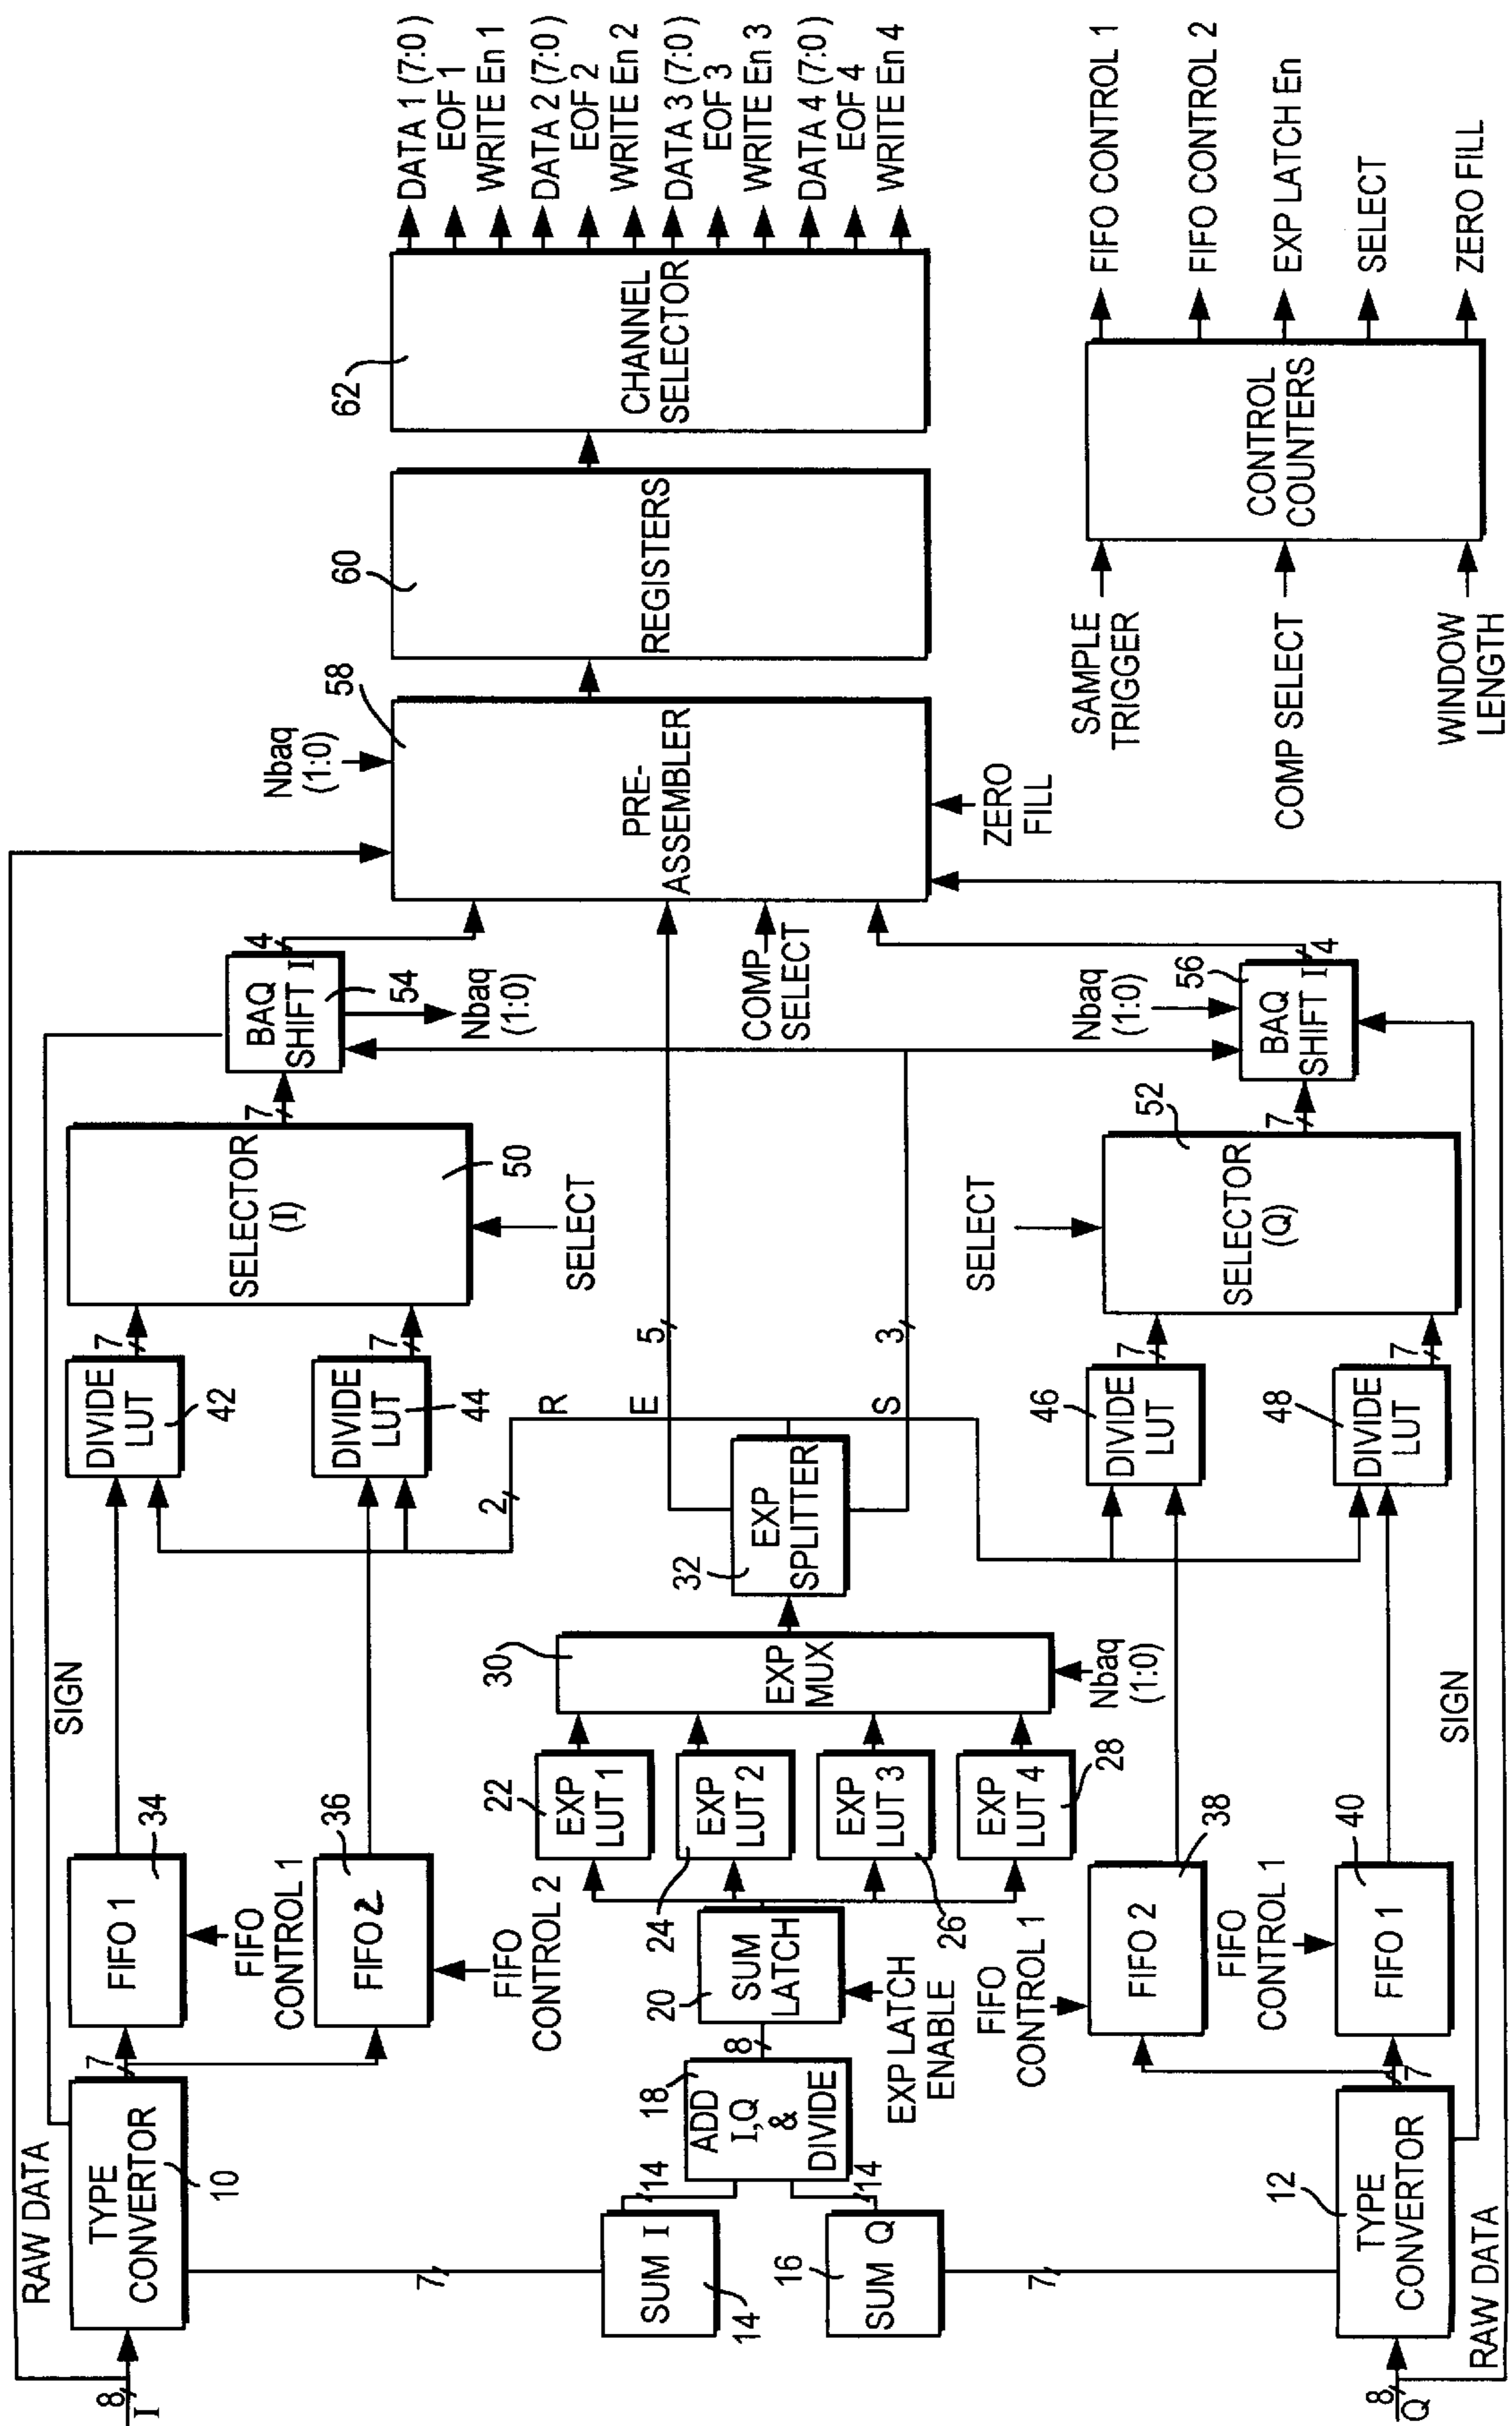 8
I
RAW DATA
TYPE
CONVERTOR
10
7
SIGN
FIFO 1
34
FIFO
CONTROL 1
FIFO 2
36
FIFO
CONTROL 2
DIVIDE
LUT
42
7
DIVIDE
LUT
44
7
2
R
SELECTOR
(I)
50
SELECT
7
BAQ
SHIFT I
54
4
Nbaq
(1:0)
7
SUM I
14
14
SUM Q
16
14
7
ADD
I,Q
&
DIVIDE
18
8
SUM
LATCH
20
EXP LATCH
ENABLE
EXP
LUT 1
22
EXP
LUT 2
24
EXP
LUT 3
26
EXP
LUT 4
28
EXP
MUX
30
Nbaq
(1:0)
EXP
SPLITTER
32
E
5
S
3
COMP
SELECT
8
Q
RAW DATA
TYPE
CONVERTOR
12
7
SIGN
FIFO
CONTROL 1
FIFO 2
38
FIFO
CONTROL 1
FIFO 1
40
DIVIDE
LUT
46
7
DIVIDE
LUT
48
7
SELECT
SELECTOR
(Q)
52
7
Nbaq
(1:0)
BAQ
SHIFT I
56
4
Nbaq
(1:0)
PRE-
ASSEMBLER
58
ZERO
FILL
REGISTERS
60
CHANNEL
SELECTOR
62
DATA 1 (7:0)
EOF 1
WRITE En 1
DATA 2 (7:0)
EOF 2
WRITE En 2
DATA 3 (7:0)
EOF 3
WRITE En 3
DATA 4 (7:0)
EOF 4
WRITE En 4
SAMPLE
TRIGGER
COMP SELECT
WINDOW
LENGTH
CONTROL
COUNTERS
FIFO CONTROL 1
FIFO CONTROL 2
EXP LATCH En
SELECT
ZERO FILL